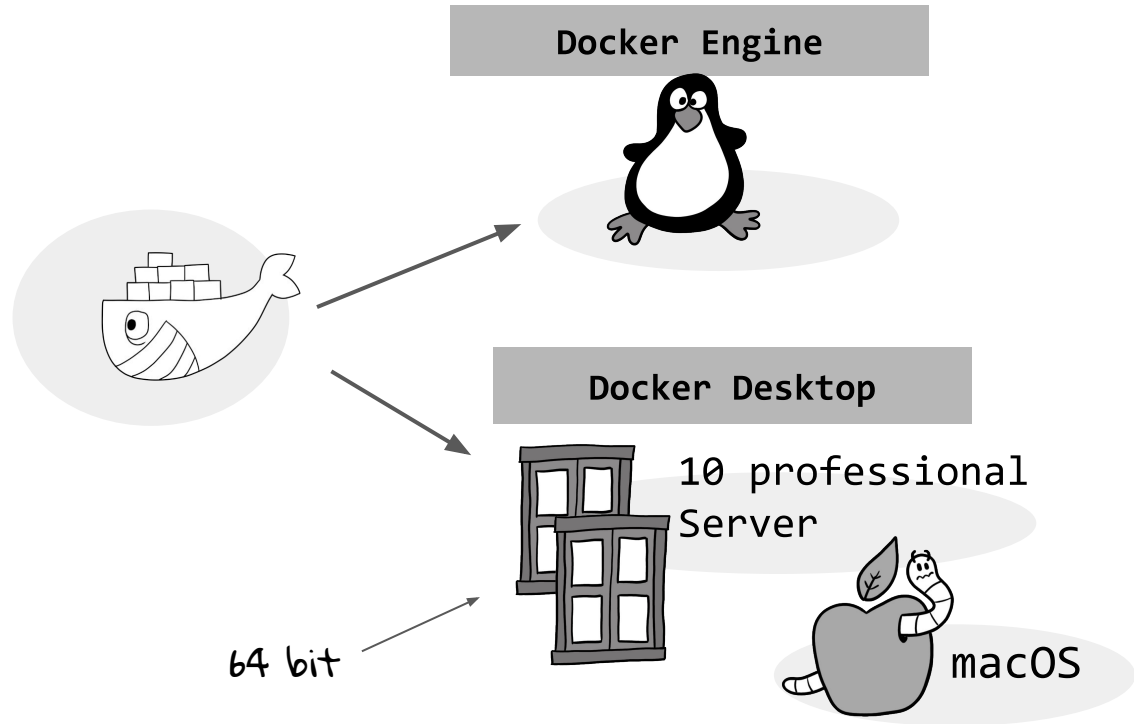 Docker Engine
Docker Desktop
10 professional
Server
64 bit
macOS